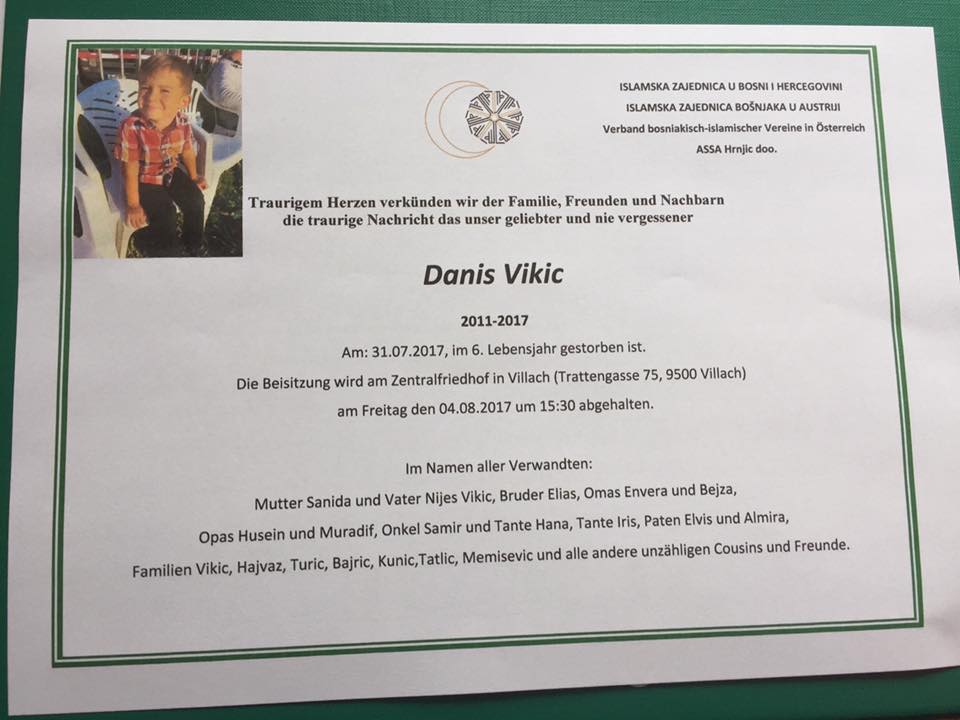 ISLAMSKA ZAJEDNICA U BOSNI I HERCEGOVINI
ISLAMSKA ZAJEDNICA BOŠNJAKA U AUSTRIJI
Verband bosniakisch-islamischer Vereine in Österreich
ASSA Hrnjic doo.
Traurigem Herzen verkünden wir der Familie, Freunden und Nachbarn
die traurige Nachricht das unser geliebter und nie vergessener
Danis Vikic
2011-2017
Am: 31.07.2017, im 6. Lebensjahr gestorben ist.
Die Beisitzung wird am Zentralfriedhof in Villach (Trattengasse 75, 9500 Villach)
am Freitag den 04.08.2017 um 15:30 abgehalten.
Im Namen aller Verwandten:
Mutter Sanida und Vater Nijes Vikic, Bruder Elias, Omas Envera und Bejza,
Opas Husein und Muradif, Onkel Samir und Tante Hana, Tante Iris, Paten Elvis und Almira,
Familien Vikic, Hajvaz, Turic, Bajric, Kunic,Tatlic, Memisevic und alle andere unzähligen Cousins und Freunde.